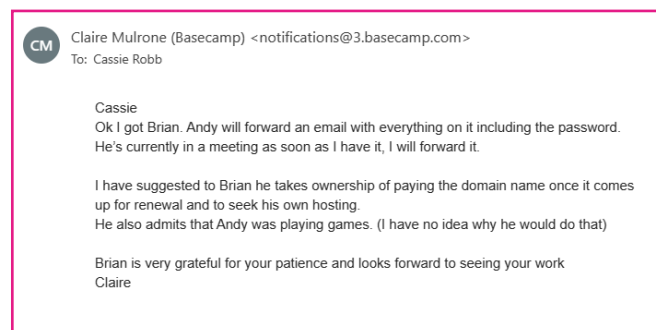 CM
Claire Mulrone (Basecamp) <notifications@3.basecamp.com>
To: Cassie Robb
Cassie
Ok I got Brian. Andy will forward an email with everything on it including the password.
He's currently in a meeting as soon as I have it, I will forward it.
I have suggested to Brian he takes ownership of paying the domain name once it comes
up for renewal and to seek his own hosting.
He also admits that Andy was playing games. (I have no idea why he would do that)
Brian is very grateful for your patience and looks forward to seeing your work
Claire